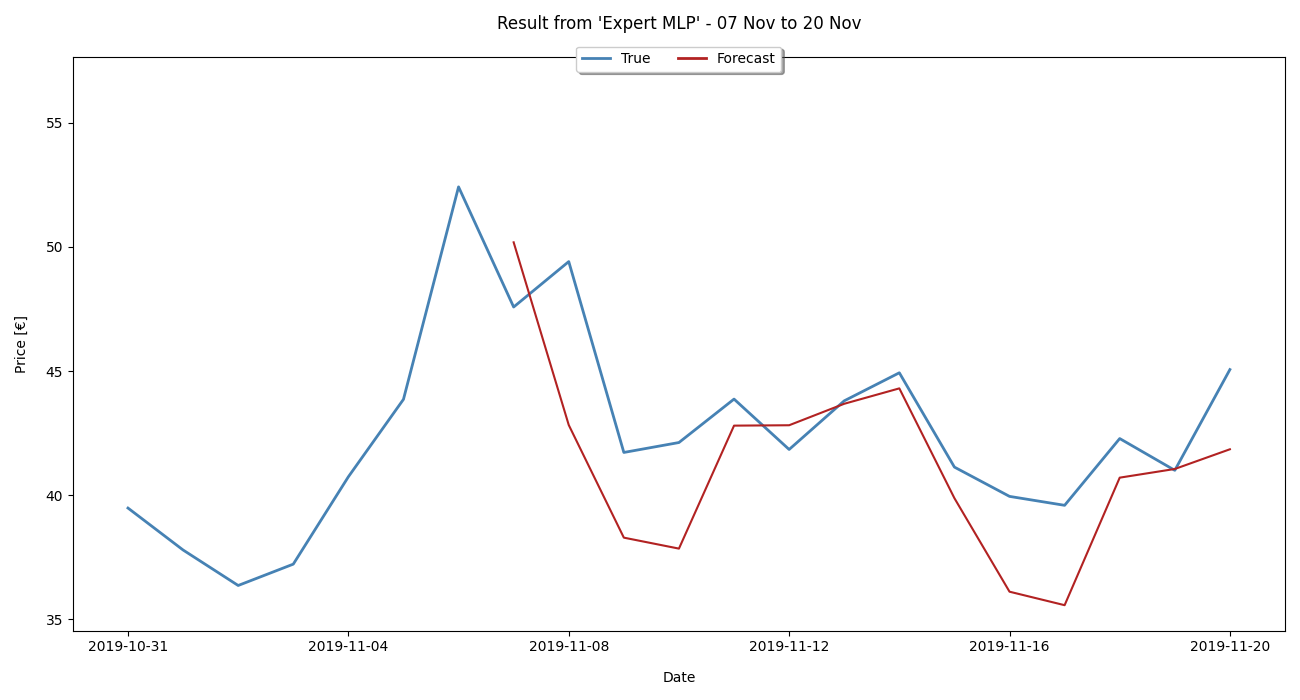 Result from 'Expert MLP' - 07 Nov to 20 Nov
True Forecast
55
50
45
40
35
Price [€]
2019-10-31 2019-11-04 2019-11-08 2019-11-12 2019-11-16 2019-11-20
Date